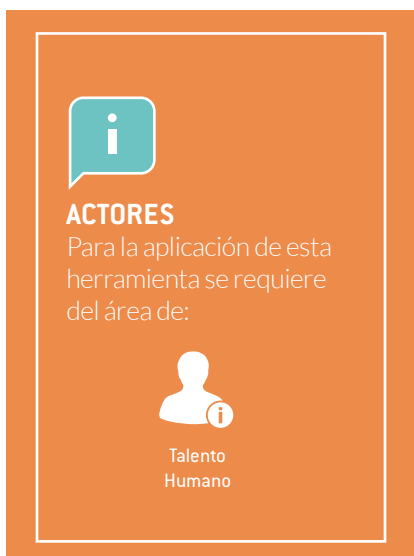 i
ACTORES
Para la aplicación de esta
herramienta se requiere
del área de:
i
Talento
Humano